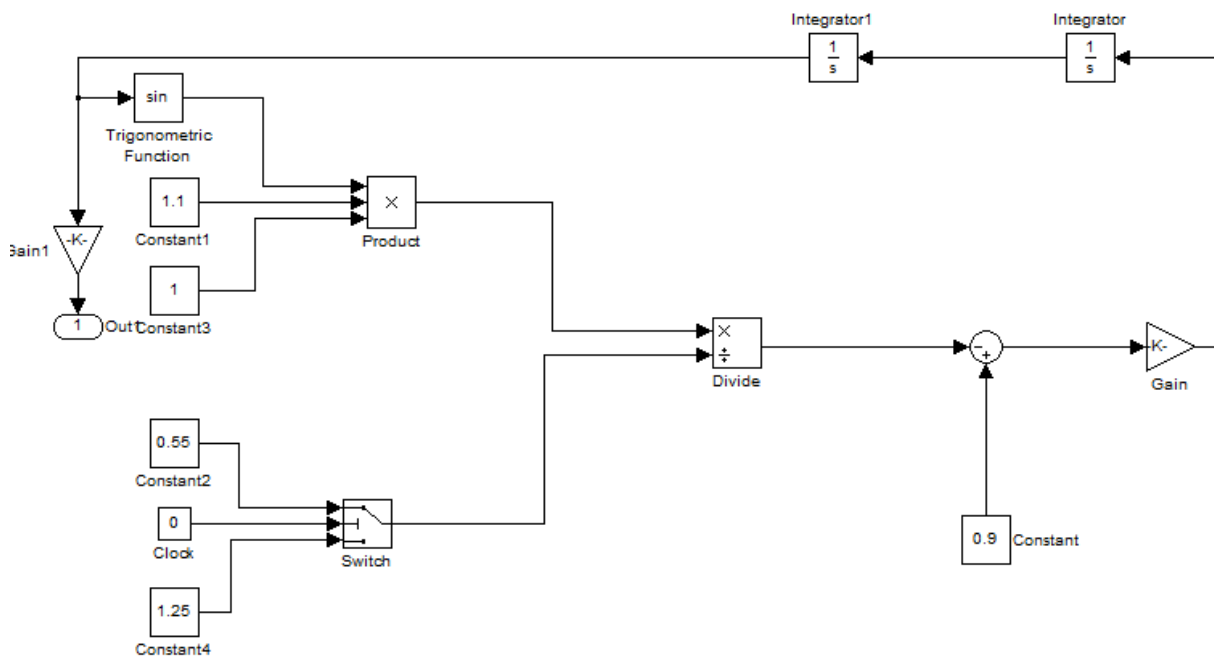 Integrator1
Integrator
1
s
1
s
sin
Trigonometric
Function
1.1
Constant1
×
Product
-K-
Gain1
1
Constant3
1
Out1
×
÷
Divide
−
+
-K-
Gain
0.55
Constant2
0
Clock
Switch
0.9
Constant
1.25
Constant4